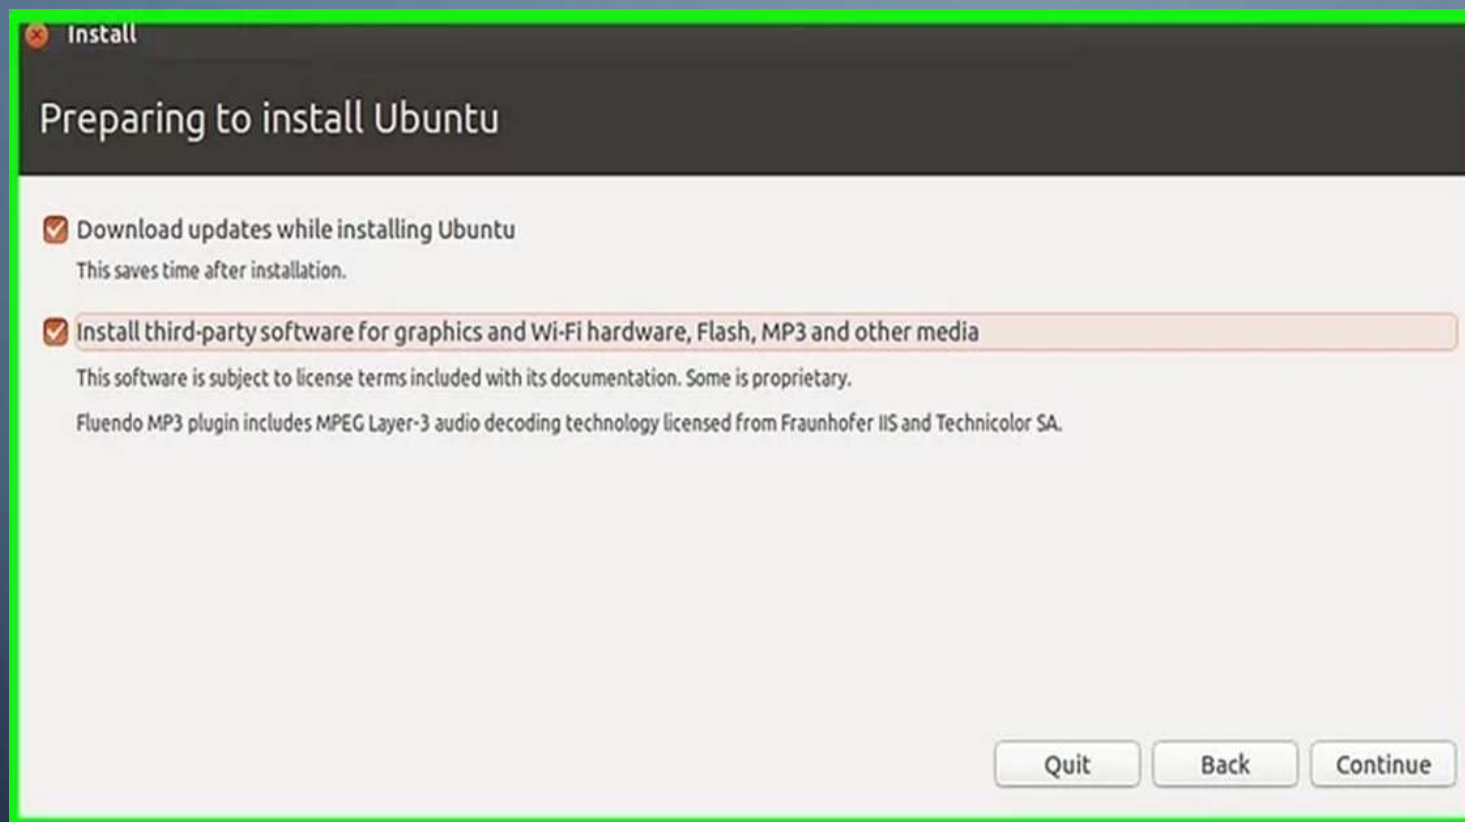 Install
Preparing to install Ubuntu
Download updates while installing Ubuntu
This saves time after installation.
Install third-party software for graphics and Wi-Fi hardware, Flash, MP3 and other media
This software is subject to license terms included with its documentation. Some is proprietary.
Fluendo MP3 plugin includes MPEG Layer-3 audio decoding technology licensed from Fraunhofer IIS and Technicolor SA.
Quit Back Continue